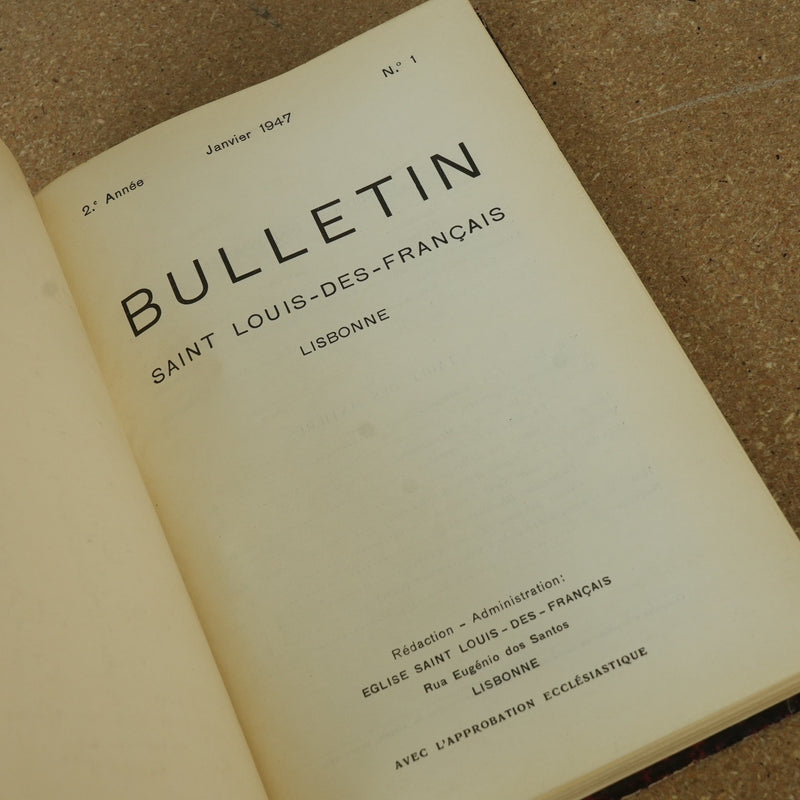 2.e Année
Janvier 1947
N.º 1
BULLETIN
SAINT LOUIS-DES-FRANÇAIS
LISBONNE
Rédaction - Administration:
EGLISE SAINT LOUIS-DES-FRANÇAIS
Rua Eugénio dos Santos
LISBONNE
AVEC L'APPROBATION ECCLÉSIASTIQUE